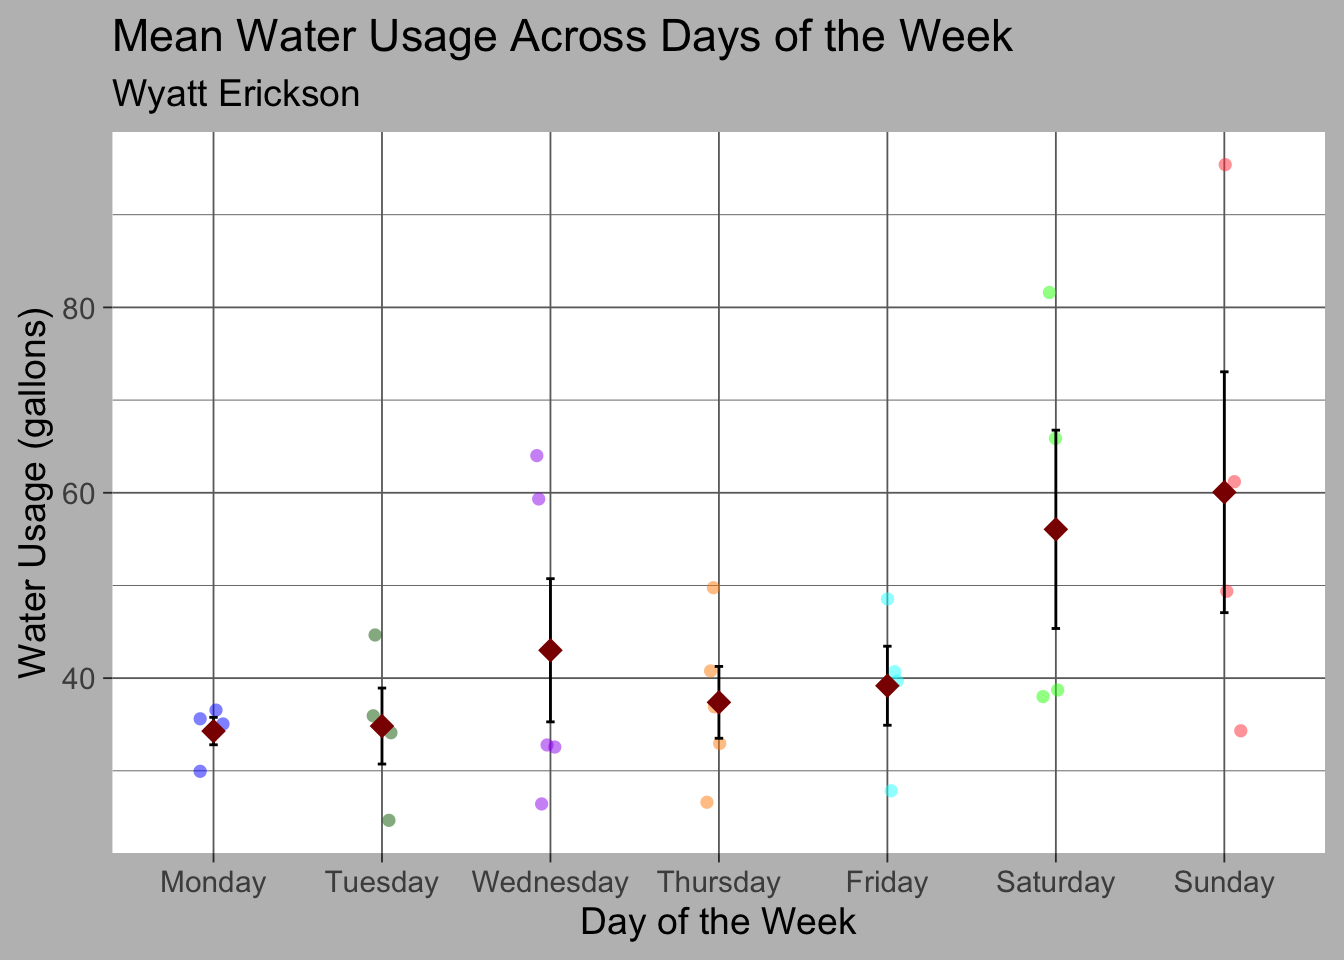 Mean Water Usage Across Days of the Week
Wyatt Erickson
Water Usage (gallons)
80
60
40
Monday Tuesday Wednesday Thursday Friday Saturday Sunday
Day of the Week